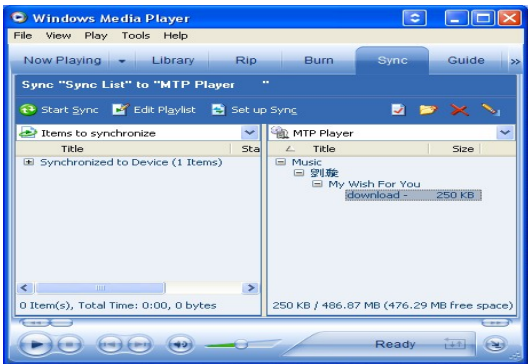 Windows Media Player
File View Play Tools Help
Now Playing Library Rip Burn Sync Guide »
Sync "Sync List" to "MTP Player "
Start Sync Edit Playlist Set up Sync
Items to synchronize
MTP Player
Title Sta
Title Size
Synchronized to Device (1 Items)
Music
劉璇
My Wish For You
download - 250 KB
0 Item(s), Total Time: 0:00, 0 bytes
250 KB / 486.87 MB (476.29 MB free space)
Ready